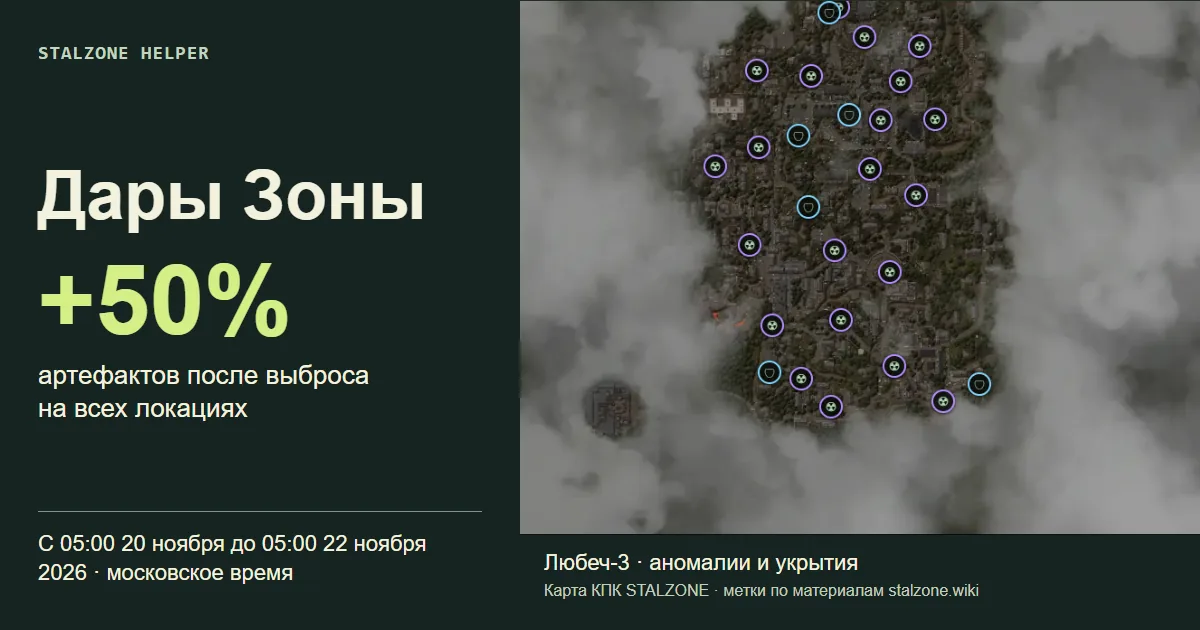 STALZONE HELPER
Дары Зоны
+50%
артефактов после выброса
на всех локациях
С 05:00 20 ноября до 05:00 22 ноября
2026 · московское время
Любеч-3 · аномалии и укрытия
Карта КПК STALZONE · метки по материалам stalzone.wiki